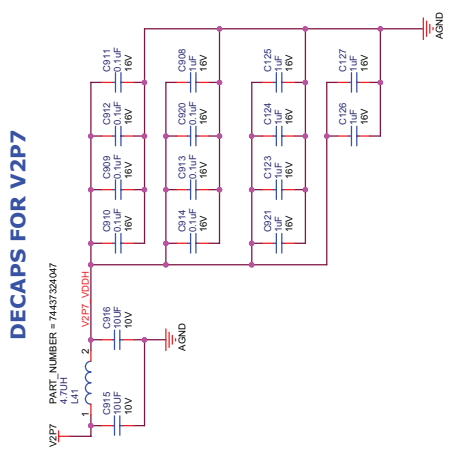 DECAPS FOR V2P7
V2P7
PART_NUMBER = 74437324047
4.7UH
L41
1
2
V2P7_VDDH
C915
10UF
10V
C916
10UF
10V
AGND
C910
0.1uF
16V
C909
0.1uF
16V
C912
0.1uF
16V
C911
0.1uF
16V
C914
0.1uF
16V
C913
0.1uF
16V
C920
0.1uF
16V
C908
0.1uF
16V
C921
1uF
16V
C123
1uF
16V
C124
1uF
16V
C125
1uF
16V
C126
1uF
16V
C127
1uF
16V
AGND